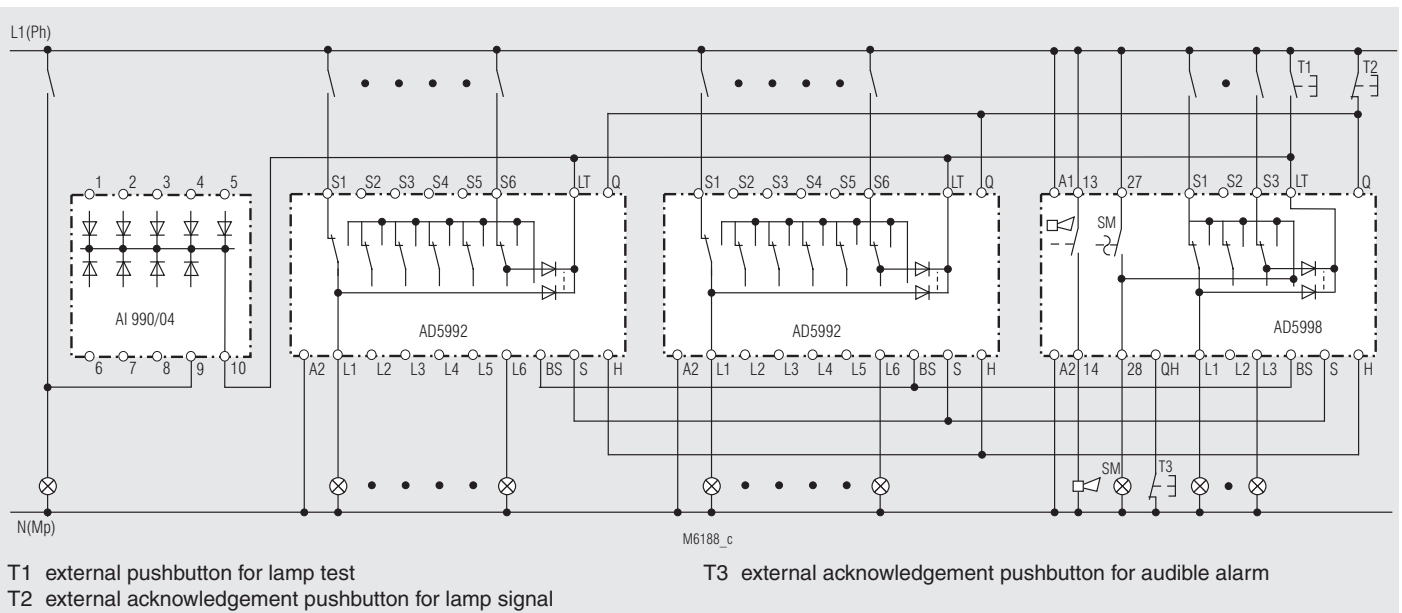 L1(Ph)
T1 T2
1 2 3 4 5
S1 S2 S3 S4 S5 S6 LT Q
S1 S2 S3 S4 S5 S6 LT Q
A1 13 27 S1 S2 S3 LT Q
SM
AI 990/04
AD5992
AD5992
AD5998
6 7 8 9 10
A2 L1 L2 L3 L4 L5 L6 BS S H
A2 L1 L2 L3 L4 L5 L6 BS S H
A2 14 28 QH L1 L2 L3 BS S H
SM T3
N(Mp)
M6188_c
T1 external pushbutton for lamp test
T2 external acknowledgement pushbutton for lamp signal
T3 external acknowledgement pushbutton for audible alarm